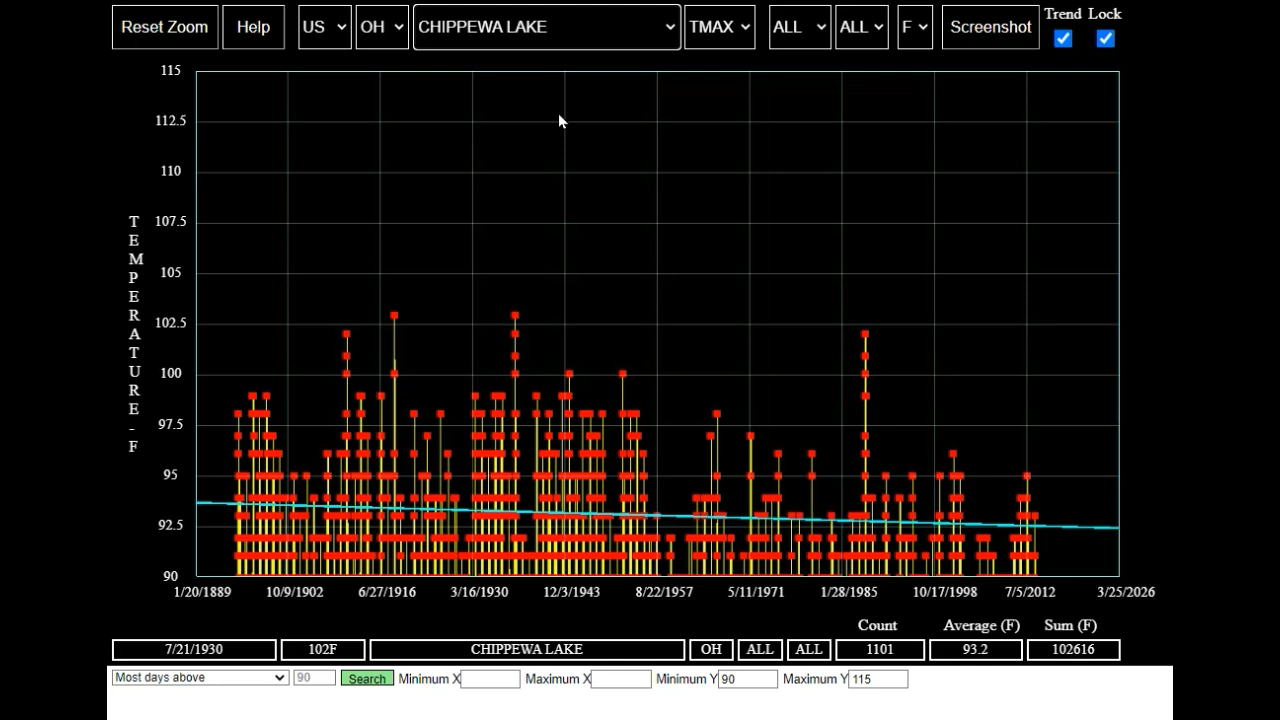 Reset Zoom Help US OH CHIPPEWA LAKE TMAX ALL ALL F Screenshot Trend Lock
115
112.5
110
107.5
105
102.5
100
97.5
95
92.5
90
TEMPERATURE-F
1/20/1889 10/9/1902 6/27/1916 3/16/1930 12/3/1943 8/22/1957 5/11/1971 1/28/1985 10/17/1998 7/5/2012 3/25/2026
Count Average (F) Sum (F)
7/21/1930 102F CHIPPEWA LAKE OH ALL ALL 1101 93.2 102616
Most days above 90 Search Minimum X Maximum X Minimum Y 90 Maximum Y 115